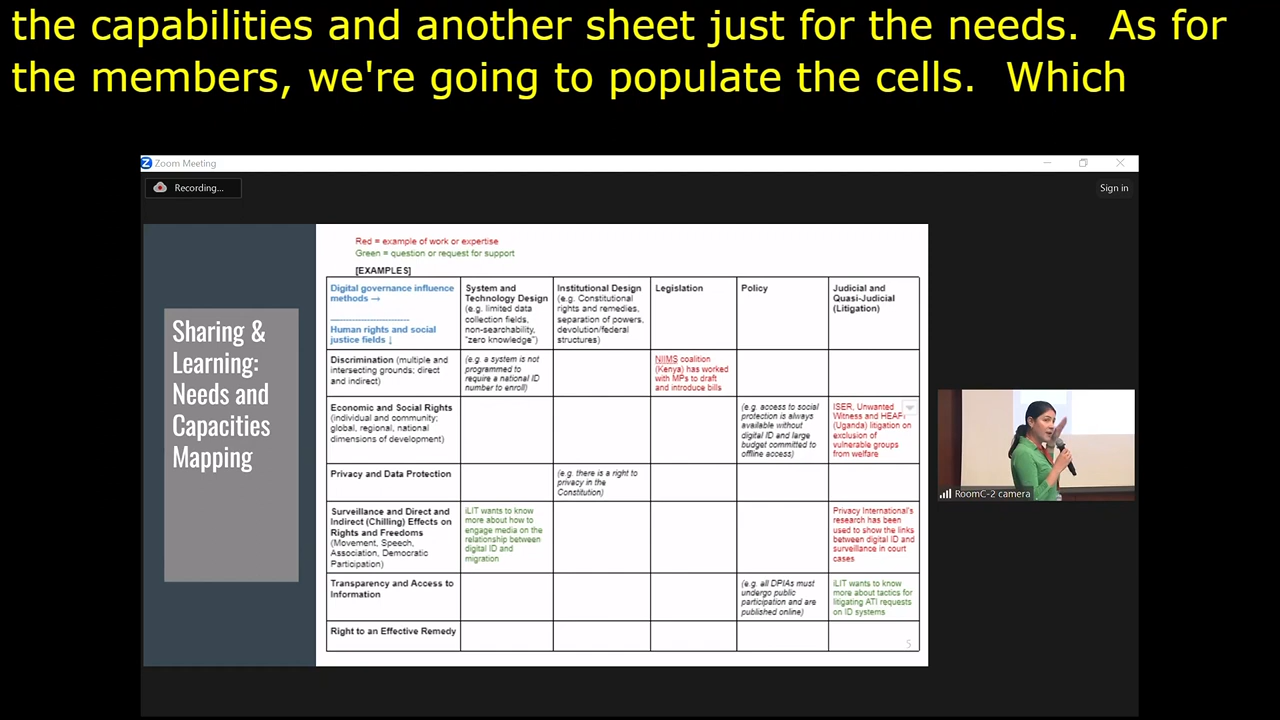 the capabilities and another sheet just for the needs.  As for
the members, we're going to populate the cells.  Which
Zoom Meeting
Recording...
Sign in
Sharing &
Learning:
Needs and
Capacities
Mapping
Red = example of work or expertise
Green = question or request for support
[EXAMPLES]
Digital governance influence
methods →
Human rights and social
justice fields ↓
System and
Technology Design
(e.g. limited data
collection fields,
non-searchability,
"zero knowledge")
Institutional Design
(e.g. Constitutional
rights and remedies,
separation of powers,
devolution/federal
structures)
Legislation
Policy
Judicial and
Quasi-Judicial
(Litigation)
Discrimination (multiple and
intersecting grounds; direct
and indirect)
(e.g. a system is not
programmed to
require a national ID
number to enroll)
NIIMS coalition
(Kenya) has worked
with MPs to draft
and introduce bills
Economic and Social Rights
(individual and community;
global, regional, national
dimensions of development)
(e.g. access to social
protection is always
available without
digital ID and large
budget committed to
offline access)
ISER, Unwanted
Witness and
(Uganda) litigation on
exclusion of
vulnerable groups
from welfare
Privacy and Data Protection
(e.g. there is a right to
privacy in the
Constitution)
Surveillance and Direct and
Indirect (Chilling) Effects on
Rights and Freedoms
(Movement, Speech,
Association, Democratic
Participation)
iLIT wants to know
more about how to
engage media on the
relationship between
digital ID and
migration
Privacy International's
research has been
used to show the links
between digital ID and
surveillance in court
cases
Transparency and Access to
Information
(e.g. all DPIAs must
undergo public
participation and are
published online)
iLIT wants to know
more about tactics for
litigating ATI requests
on ID systems
Right to an Effective Remedy
5
RoomC-2 camera